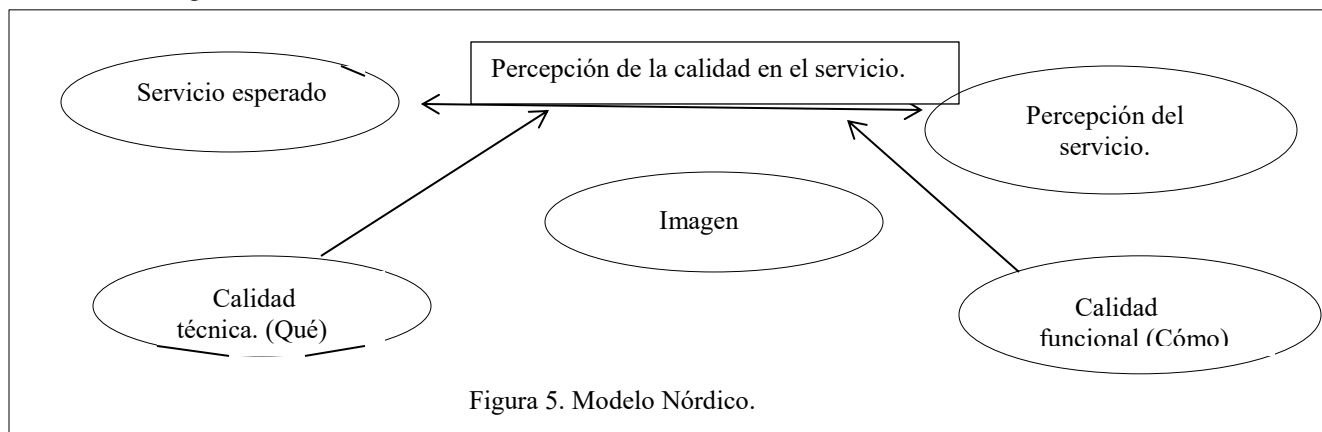 Percepción de la calidad en el servicio.
Servicio esperado
Percepción del
servicio.
Imagen
Calidad
técnica. (Qué)
Calidad
funcional (Cómo)
Figura 5. Modelo Nórdico.